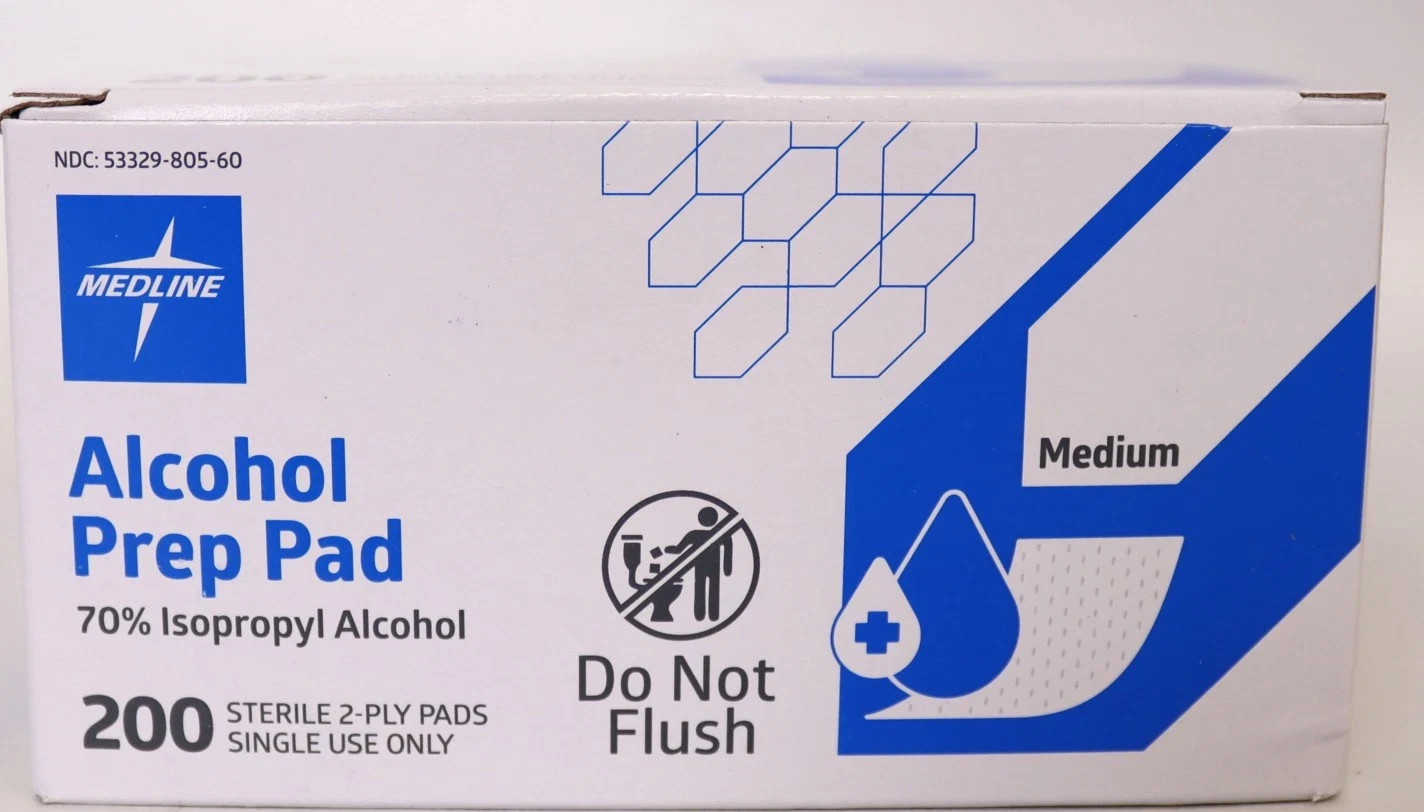 NDC: 53329-805-60
MEDLINE
Alcohol
Prep Pad
70% Isopropyl Alcohol
200 STERILE 2-PLY PADS
SINGLE USE ONLY
Do Not
Flush
Medium